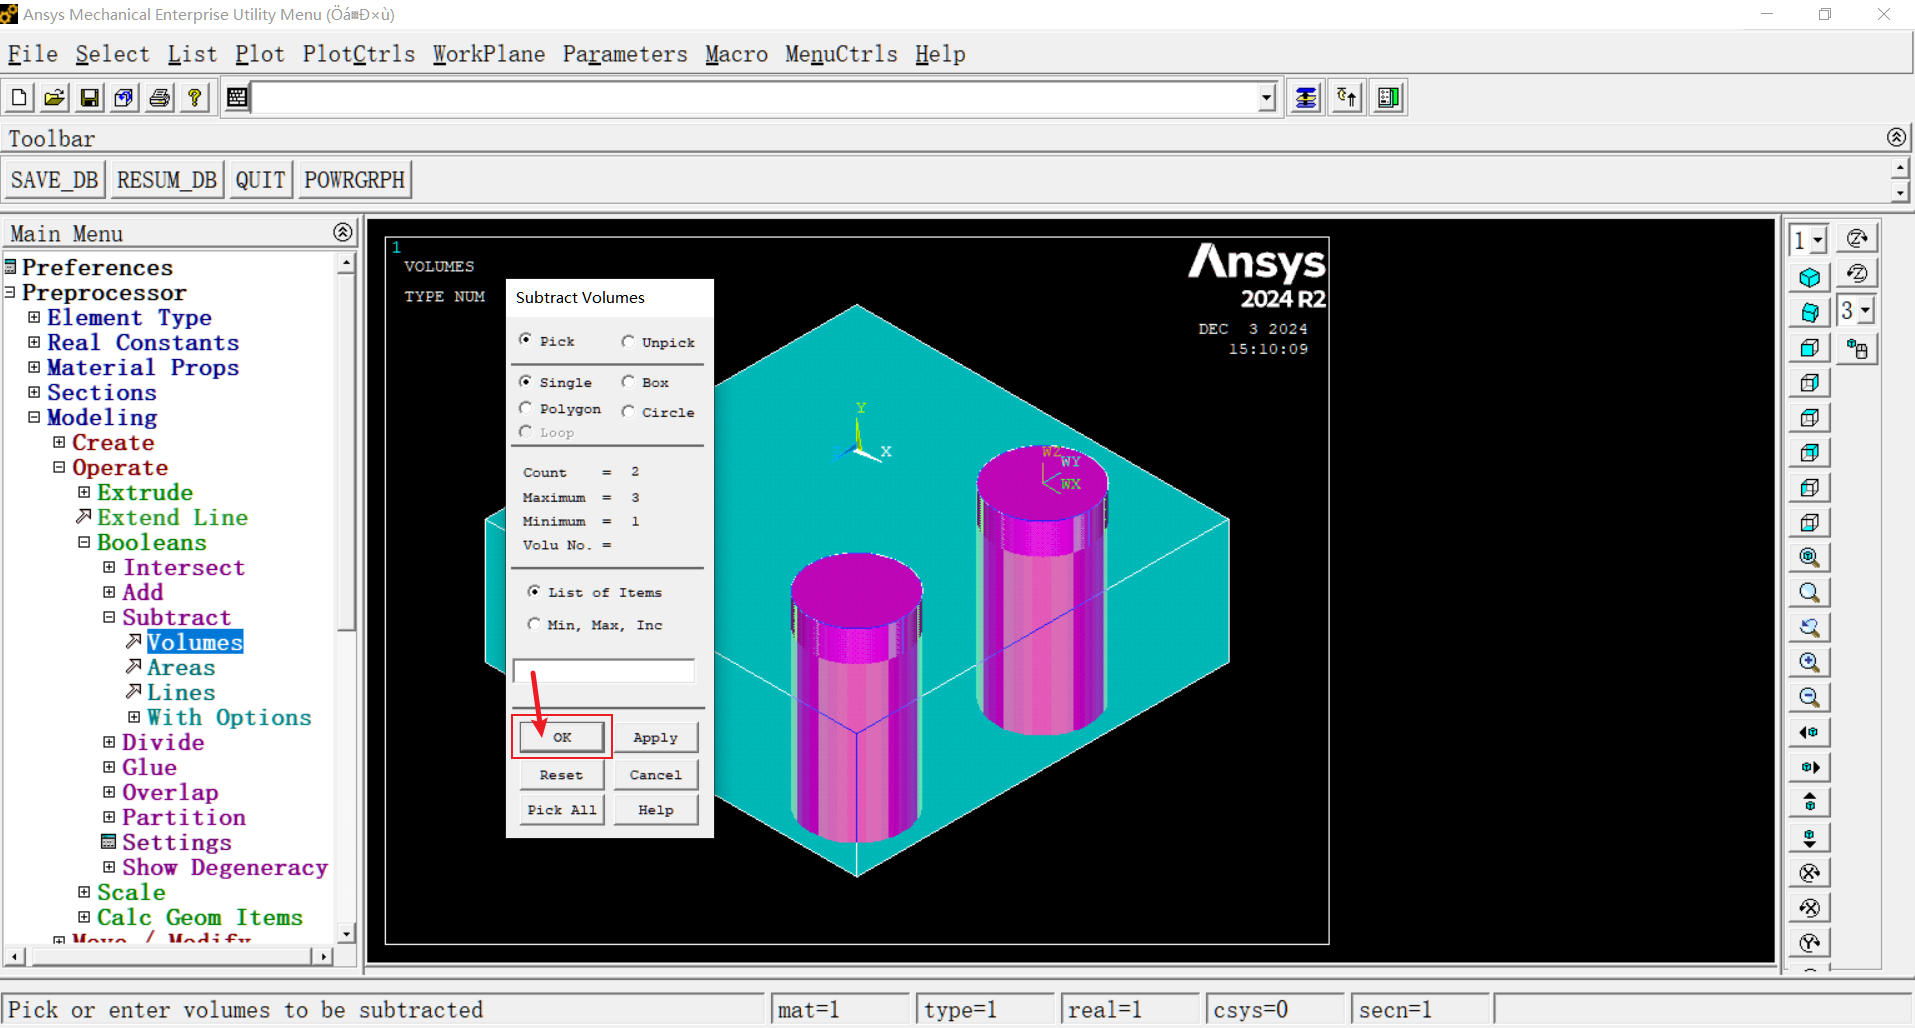 Ansys Mechanical Enterprise Utility Menu (Öá¤Ð×ù)
File Select List Plot PlotCtrls WorkPlane Parameters Macro MenuCtrls Help
Toolbar
SAVE_DB RESUM_DB QUIT POWRGRPH
Main Menu
Preferences
Preprocessor
Element Type
Real Constants
Material Props
Sections
Modeling
Create
Operate
Extrude
Extend Line
Booleans
Intersect
Add
Subtract
Volumes
Areas
Lines
With Options
Divide
Glue
Overlap
Partition
Settings
Show Degeneracy
Scale
Calc Geom Items
Move / Modify
1
VOLUMES
TYPE NUM
Ansys
2024 R2
DEC 3 2024
15:10:09
Subtract Volumes
Pick Unpick
Single Box
Polygon Circle
Loop
Count = 2
Maximum = 3
Minimum = 1
Volu No. =
List of Items
Min, Max, Inc
OK Apply
Reset Cancel
Pick All Help
Y
X
WZ
WY
WX
1
3
Pick or enter volumes to be subtracted mat=1 type=1 real=1 csys=0 secn=1